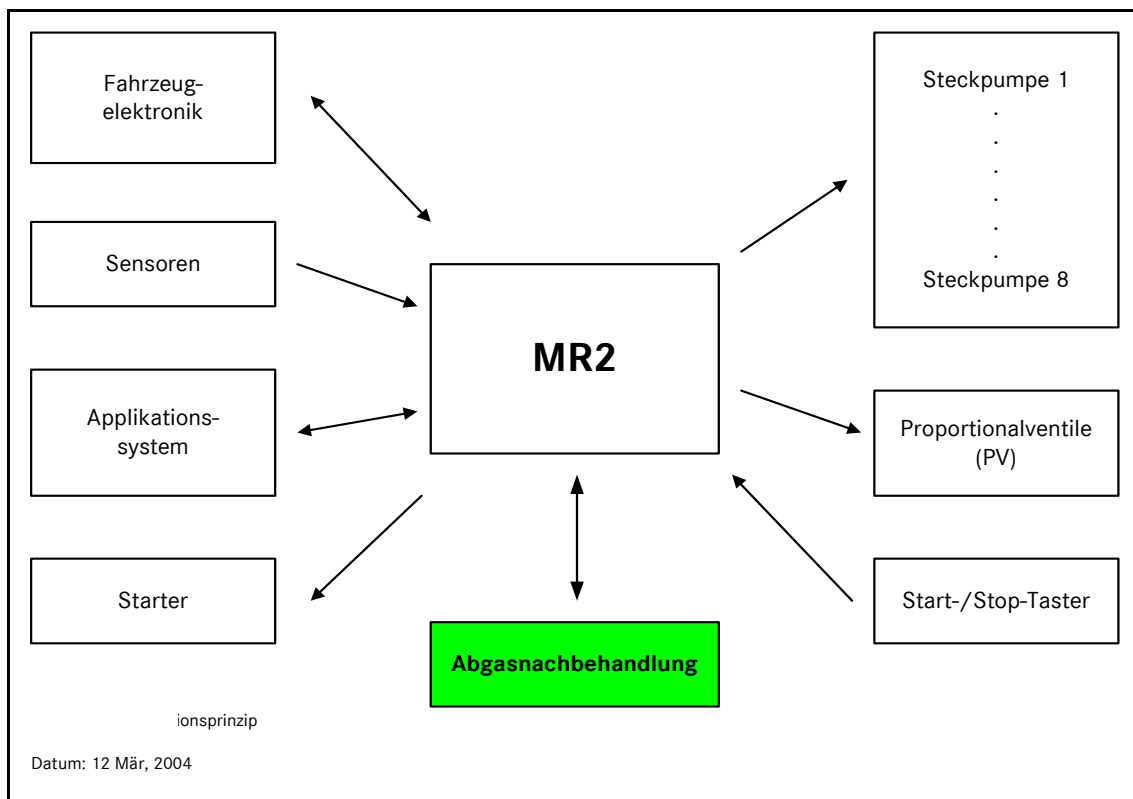 Fahrzeug-
elektronik
Sensoren
Applikations-
system
Starter
MR2
Abgasnachbehandlung
Steckpumpe 1
.
.
.
.
.
.
Steckpumpe 8
Proportionalventile
(PV)
Start-/Stop-Taster
ionsprinzip
Datum: 12 Mär, 2004